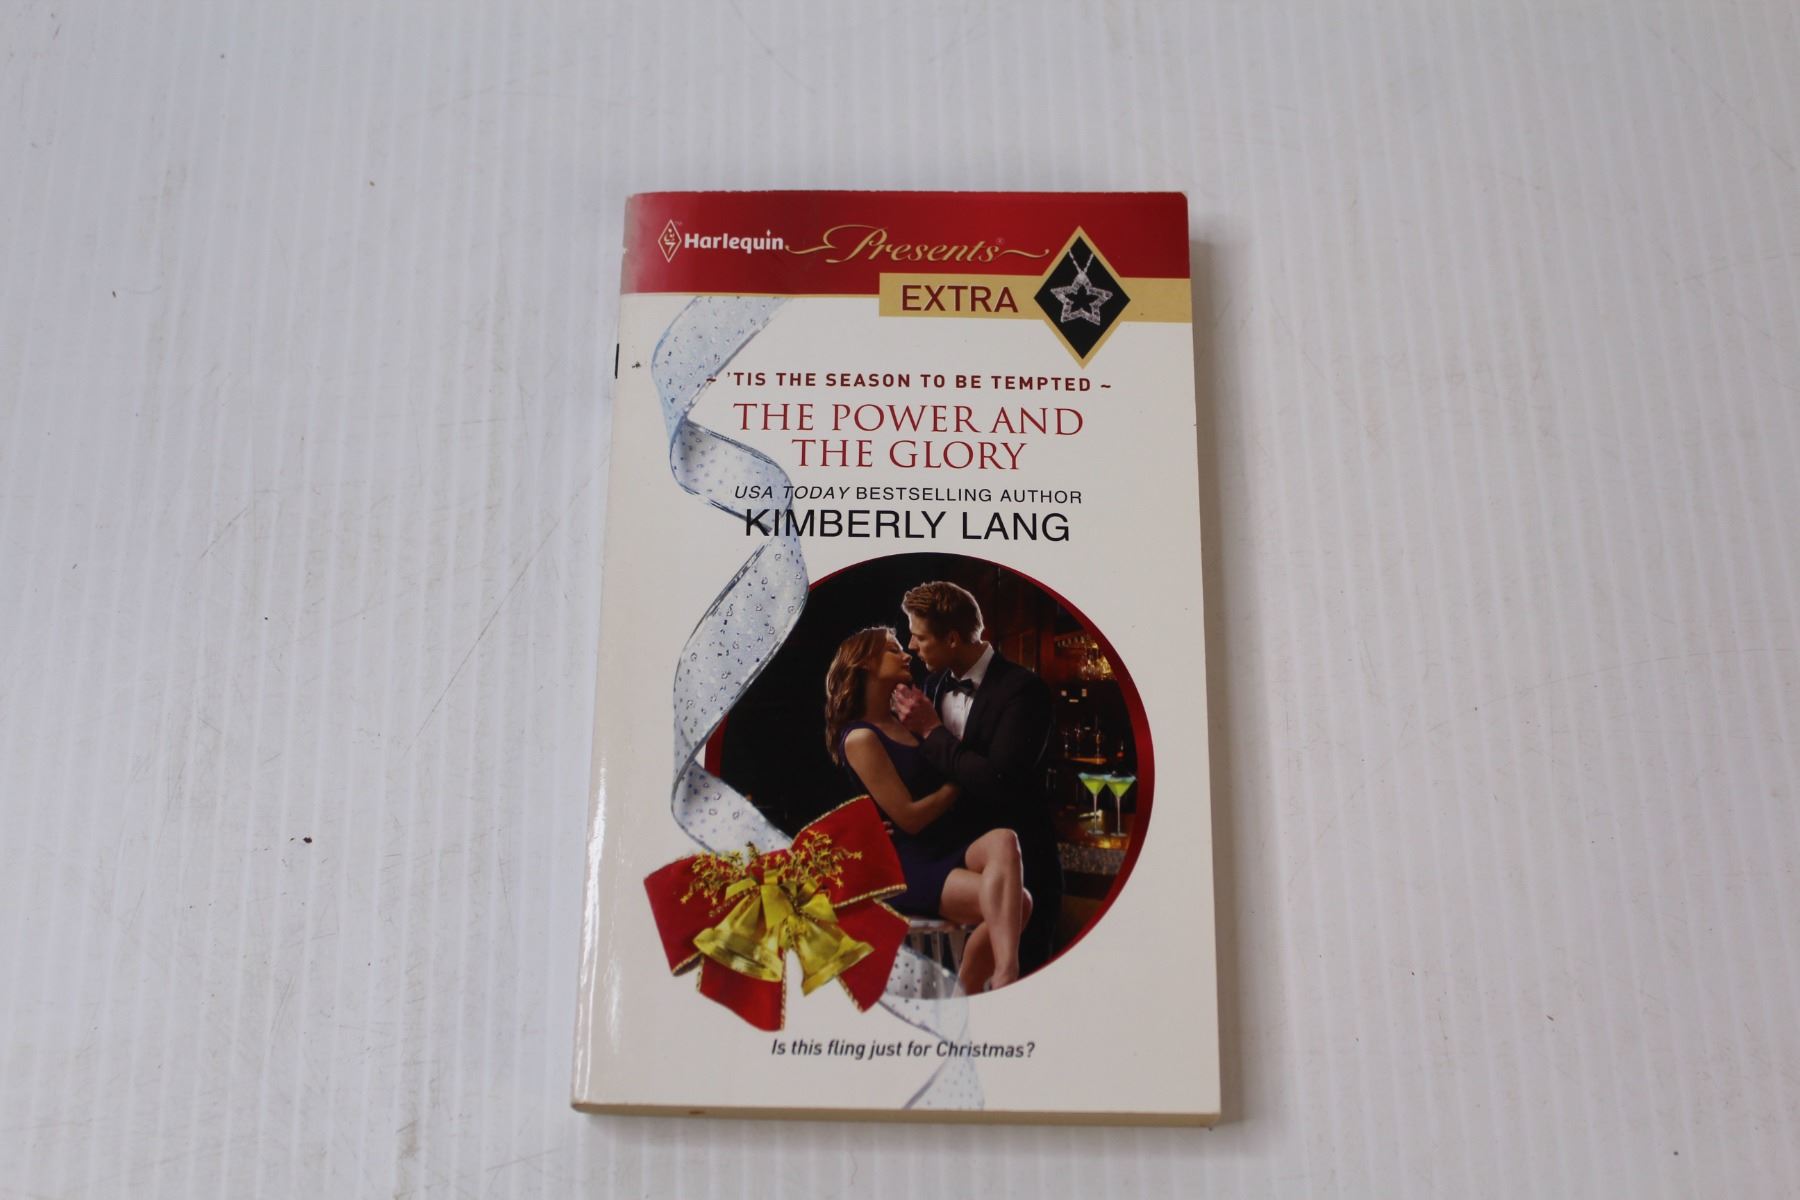 Harlequin Presents®
EXTRA
~ 'TIS THE SEASON TO BE TEMPTED ~
THE POWER AND
THE GLORY
USA TODAY BESTSELLING AUTHOR
KIMBERLY LANG
Is this fling just for Christmas?